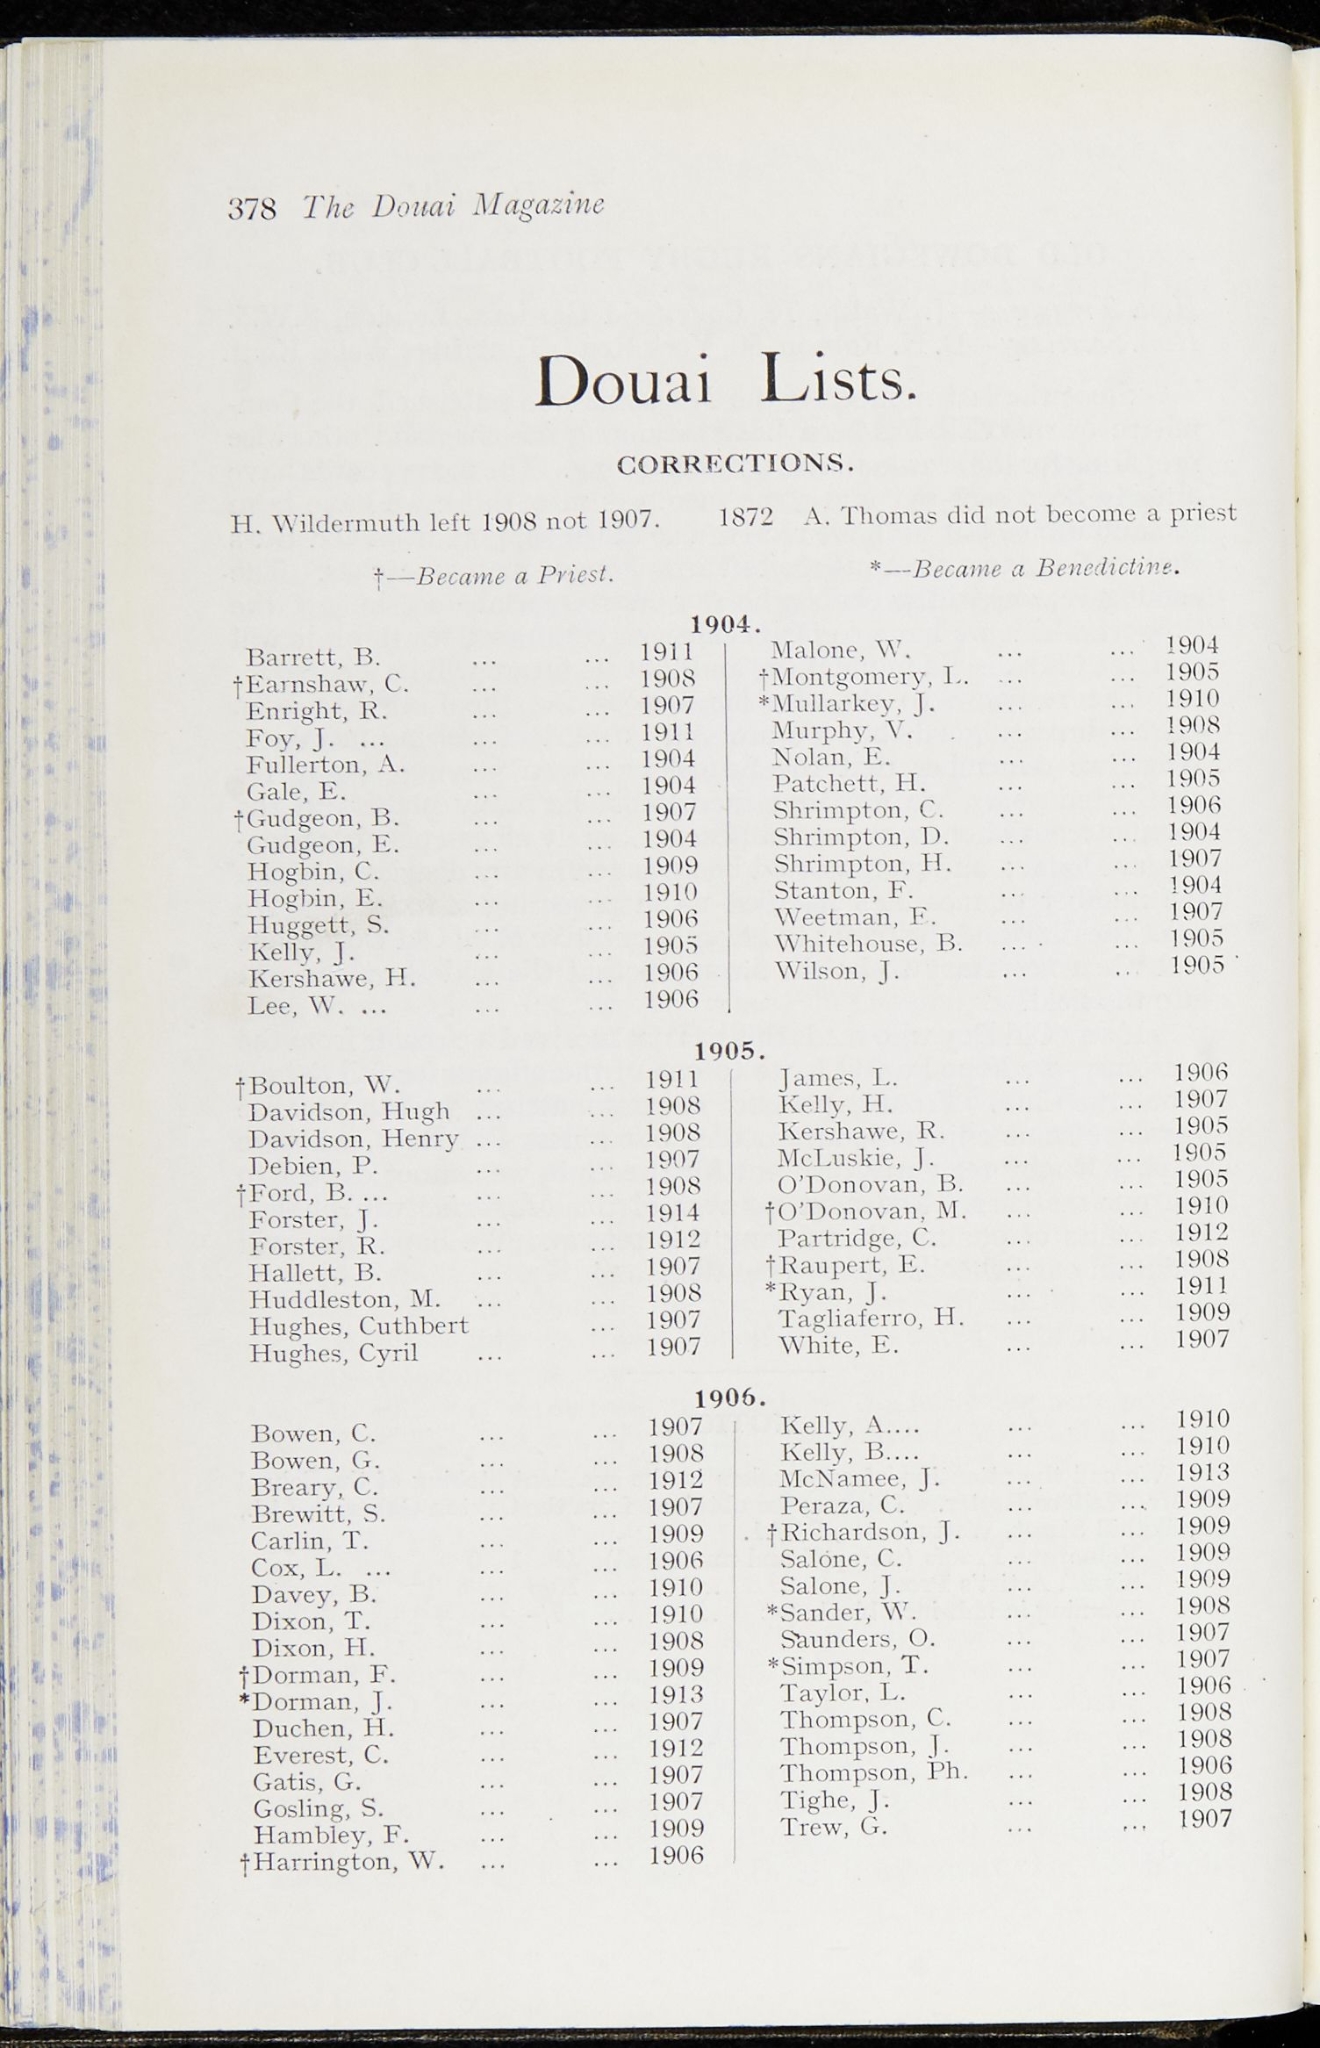 378 The Douai Magazine
Douai Lists.
CORRECTIONS.
H. Wildermuth left 1908 not 1907. 1872 A. Thomas did not become a priest
†—Became a Priest. *—Became a Benedictine.
1904.
Barrett, B. ... ... 1911
†Earnshaw, C. ... ... 1908
Enright, R. ... ... 1907
Foy, J. ... ... ... 1911
Fullerton, A. ... ... 1904
Gale, E. ... ... 1904
†Gudgeon, B. ... ... 1907
Gudgeon, E. ... ... 1904
Hogbin, C. ... ... 1909
Hogbin, E. ... ... 1910
Huggett, S. ... ... 1906
Kelly, J. ... ... 1905
Kershawe, H. ... ... 1906
Lee, W. ... ... ... 1906
Malone, W. ... ... 1904
†Montgomery, L. ... ... 1905
*Mullarkey, J. ... ... 1910
Murphy, V. ... ... 1908
Nolan, E. ... ... 1904
Patchett, H. ... ... 1905
Shrimpton, C. ... ... 1906
Shrimpton, D. ... ... 1904
Shrimpton, H. ... ... 1907
Stanton, F. ... ... 1904
Weetman, E. ... ... 1907
Whitehouse, B. ... ... 1905
Wilson, J. ... ... 1905
1905.
†Boulton, W. ... ... 1911
Davidson, Hugh ... ... 1908
Davidson, Henry ... ... 1908
Debien, P. ... ... 1907
†Ford, B. ... ... ... 1908
Forster, J. ... ... 1914
Forster, R. ... ... 1912
Hallett, B. ... ... 1907
Huddleston, M. ... ... 1908
Hughes, Cuthbert ... 1907
Hughes, Cyril ... ... 1907
James, L. ... ... 1906
Kelly, H. ... ... 1907
Kershawe, R. ... ... 1905
McLuskie, J. ... ... 1905
O'Donovan, B. ... ... 1905
†O'Donovan, M. ... ... 1910
Partridge, C. ... ... 1912
†Raupert, E. ... ... 1908
*Ryan, J. ... ... 1911
Tagliaferro, H. ... ... 1909
White, E. ... ... 1907
1906.
Bowen, C. ... ... 1907
Bowen, G. ... ... 1908
Breary, C. ... ... 1912
Brewitt, S. ... ... 1907
Carlin, T. ... ... 1909
Cox, L. ... ... ... 1906
Davey, B. ... ... 1910
Dixon, T. ... ... 1910
Dixon, H. ... ... 1908
†Dorman, F. ... ... 1909
*Dorman, J. ... ... 1913
Duchen, H. ... ... 1907
Everest, C. ... ... 1912
Gatis, G. ... ... 1907
Gosling, S. ... ... 1907
Hambley, F. ... ... 1909
†Harrington, W. ... ... 1906
Kelly, A.... ... ... 1910
Kelly, B.... ... ... 1910
McNamee, J. ... ... 1913
Peraza, C. ... ... 1909
†Richardson, J. ... ... 1909
Salone, C. ... ... 1909
Salone, J. ... ... 1909
*Sander, W. ... ... 1908
Saunders, O. ... ... 1907
*Simpson, T. ... ... 1907
Taylor, L. ... ... 1906
Thompson, C. ... ... 1908
Thompson, J. ... ... 1908
Thompson, Ph. ... ... 1906
Tighe, J. ... ... 1908
Trew, G. ... ... 1907